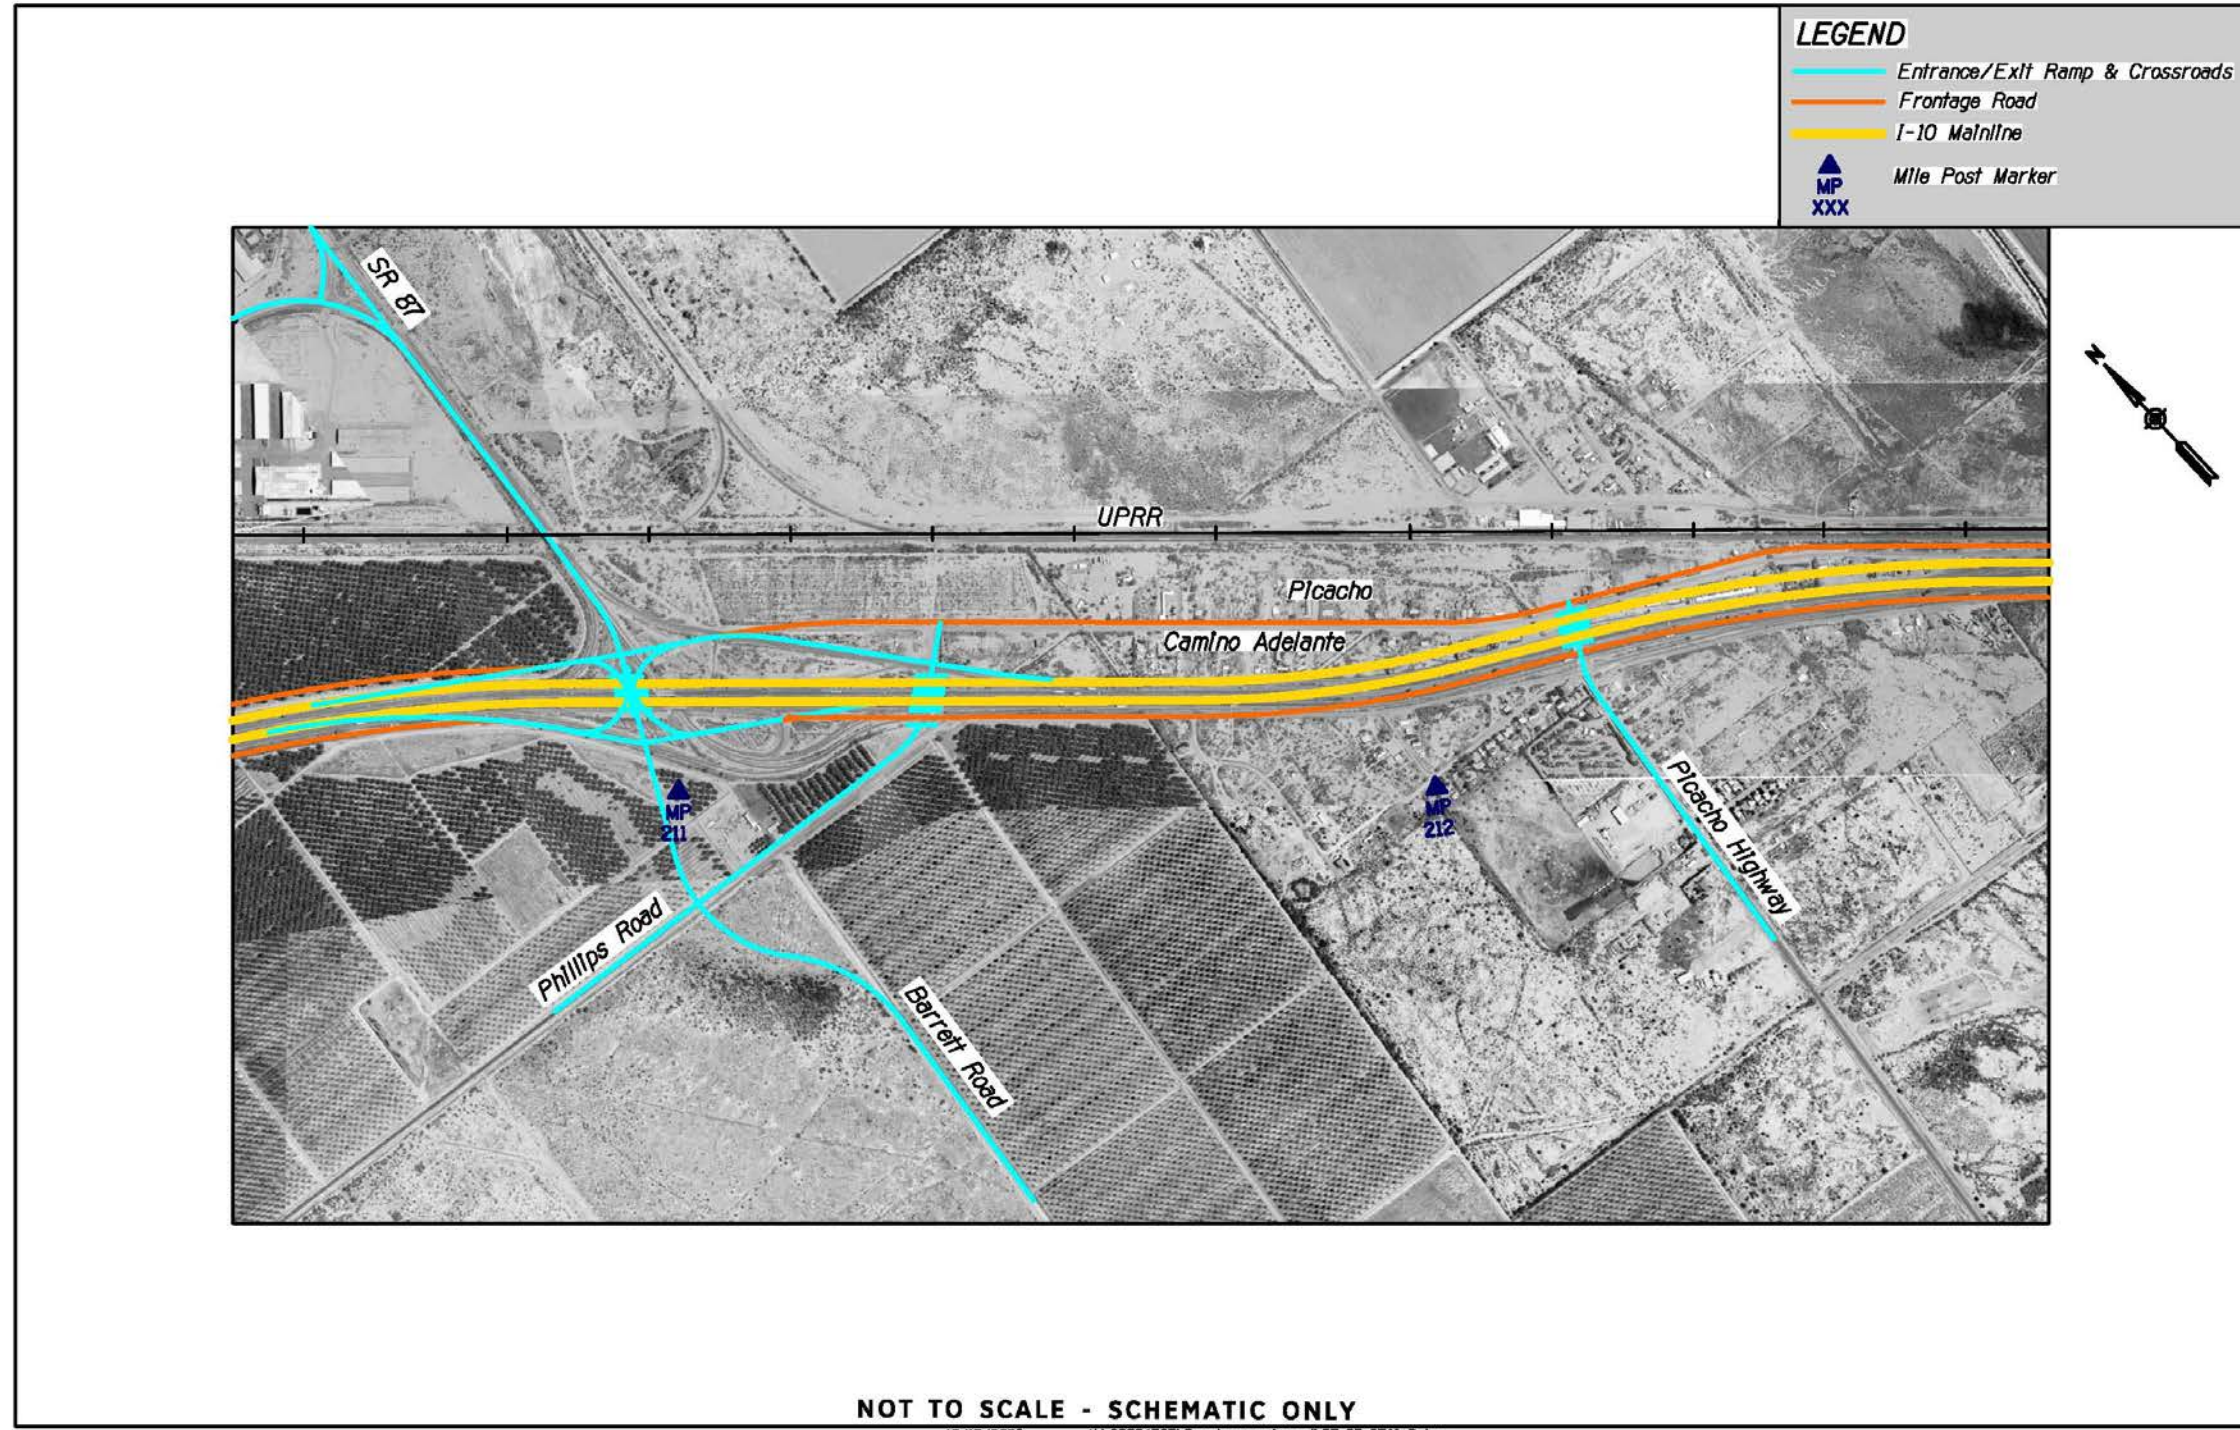 LEGEND
Entrance/Exit Ramp & Crossroads
Frontage Road
I-10 Mainline
MP
XXX
Mile Post Marker
SR 87
N
UPRR
Picacho
Camino Adelante
MP
211
MP
212
Picacho Highway
Phillips Road
Barrett Road
NOT TO SCALE - SCHEMATIC ONLY